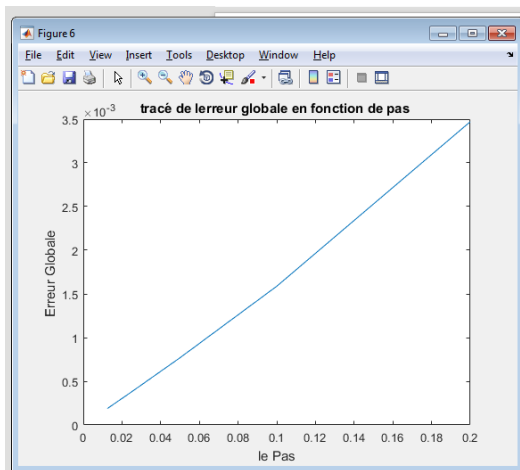 Figure 6
File Edit View Insert Tools Desktop Window Help
tracé de lerreur globale en fonction de pas
×10⁻³
3.5
3
2.5
2
1.5
1
0.5
0
Erreur Globale
0 0.02 0.04 0.06 0.08 0.1 0.12 0.14 0.16 0.18 0.2
le Pas